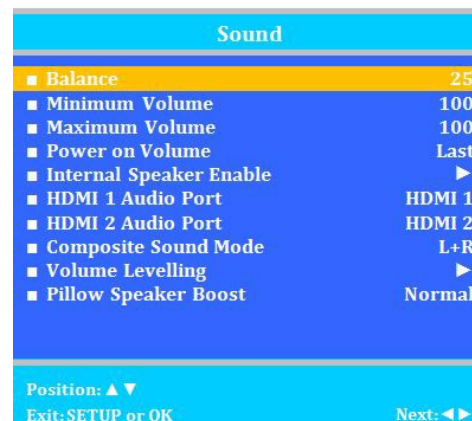 Sound
■ Balance 25
■ Minimum Volume 100
■ Maximum Volume 100
■ Power on Volume Last
■ Internal Speaker Enable ▶
■ HDMI 1 Audio Port HDMI 1
■ HDMI 2 Audio Port HDMI 2
■ Composite Sound Mode L+R
■ Volume Levelling ▶
■ Pillow Speaker Boost Normal
Position: ▲ ▼
Exit: SETUP or OK Next: ◀ ▶